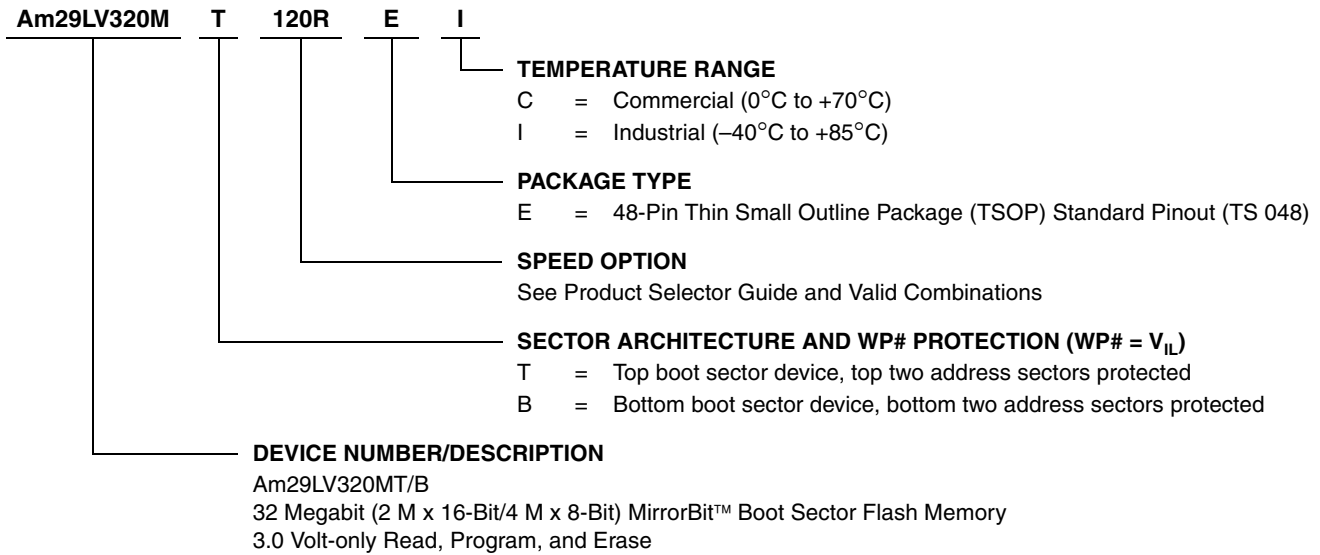 Am29LV320M T 120R E I
TEMPERATURE RANGE
C = Commercial (0°C to +70°C)
I = Industrial (–40°C to +85°C)
PACKAGE TYPE
E = 48-Pin Thin Small Outline Package (TSOP) Standard Pinout (TS 048)
SPEED OPTION
See Product Selector Guide and Valid Combinations
SECTOR ARCHITECTURE AND WP# PROTECTION (WP# = VIL)
T = Top boot sector device, top two address sectors protected
B = Bottom boot sector device, bottom two address sectors protected
DEVICE NUMBER/DESCRIPTION
Am29LV320MT/B
32 Megabit (2 M x 16-Bit/4 M x 8-Bit) MirrorBit™ Boot Sector Flash Memory
3.0 Volt-only Read, Program, and Erase